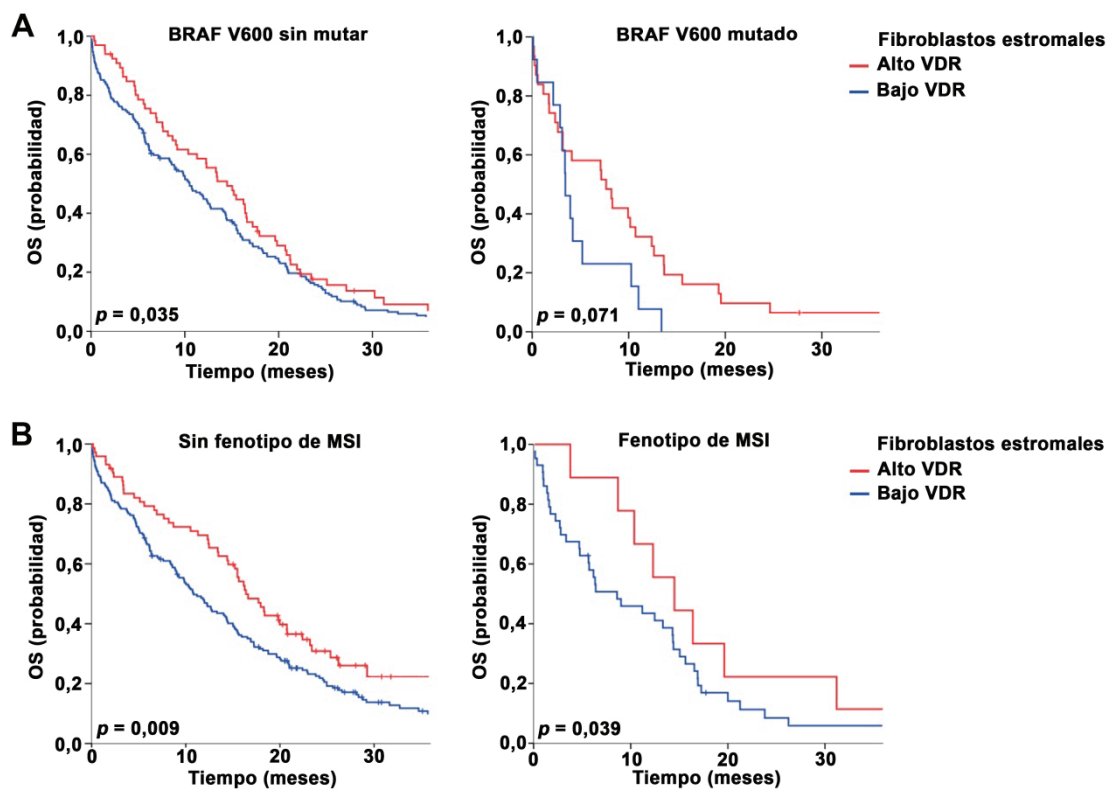 A
BRAF V600 sin mutar
OS (probabilidad)
1,0
0,8
0,6
0,4
0,2
0,0
p = 0,035
0 10 20 30
Tiempo (meses)
BRAF V600 mutado
OS (probabilidad)
1,0
0,8
0,6
0,4
0,2
0,0
p = 0,071
0 10 20 30
Tiempo (meses)
Fibroblastos estromales
Alto VDR
Bajo VDR
B
Sin fenotipo de MSI
OS (probabilidad)
1,0
0,8
0,6
0,4
0,2
0,0
p = 0,009
0 10 20 30
Tiempo (meses)
Fenotipo de MSI
OS (probabilidad)
1,0
0,8
0,6
0,4
0,2
0,0
p = 0,039
0 10 20 30
Tiempo (meses)
Fibroblastos estromales
Alto VDR
Bajo VDR